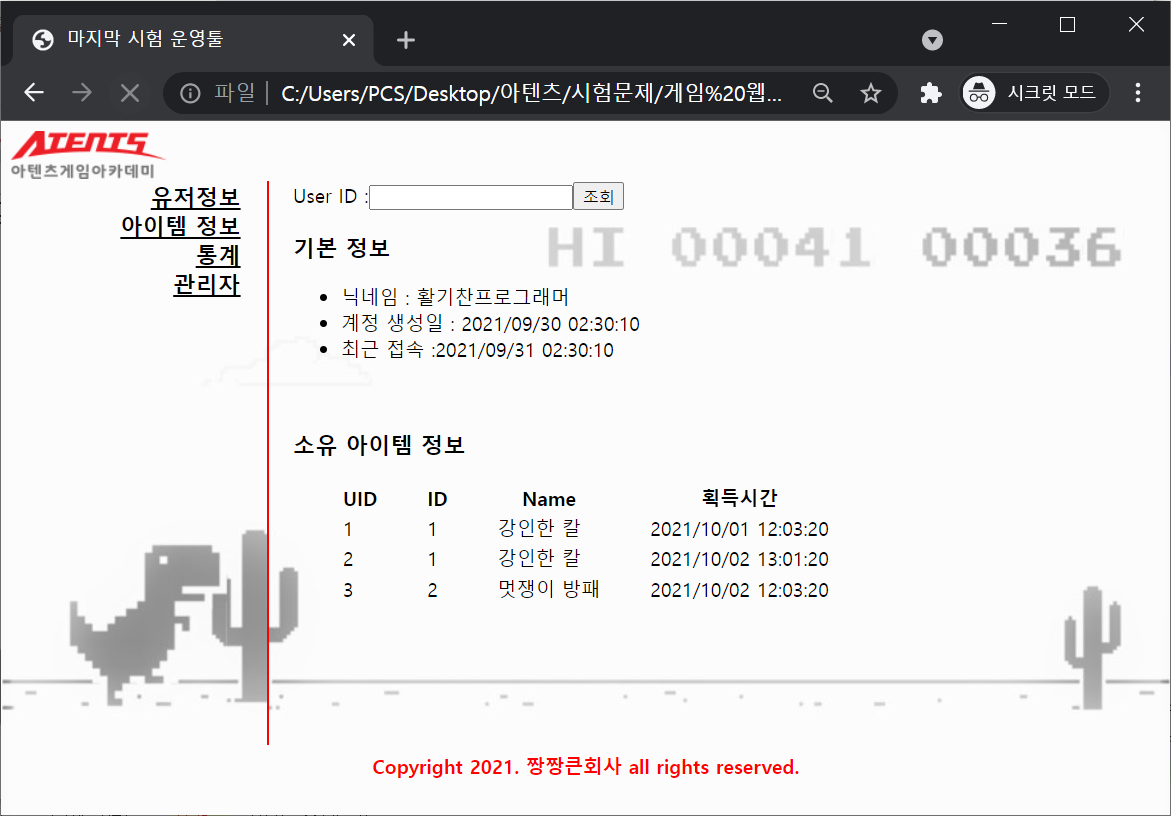 마지막 시험 운영툴
파일 C:/Users/PCS/Desktop/아텐츠/시험문제/게임%20웹... 시크릿 모드
ATENTS
아텐츠게임아카데미
유저정보
아이템 정보
통계
관리자
User ID : 조회
HI 00041 00036
기본 정보
닉네임 : 활기찬프로그래머
계정 생성일 : 2021/09/30 02:30:10
최근 접속 :2021/09/31 02:30:10
소유 아이템 정보
UID ID Name 획득시간
1 1 강인한 칼 2021/10/01 12:03:20
2 1 강인한 칼 2021/10/02 13:01:20
3 2 멋쟁이 방패 2021/10/02 12:03:20
Copyright 2021. 짱짱큰회사 all rights reserved.